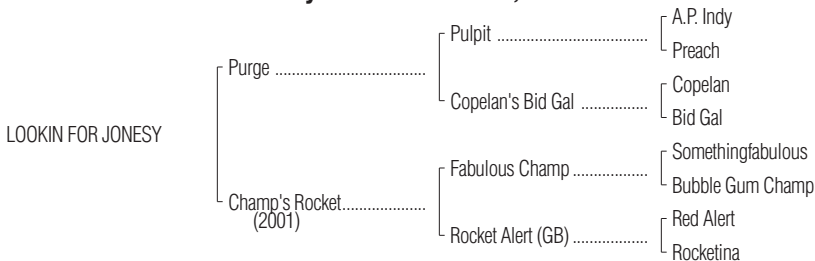 A.P. Indy
Pulpit ....................................
Preach
Purge ....................................
Copelan
Copelan's Bid Gal ................
Bid Gal
LOOKIN FOR JONESY
Somethingfabulous
Fabulous Champ ..................
Bubble Gum Champ
Champ's Rocket....................
(2001)
Red Alert
Rocket Alert (GB) ..................
Rocketina